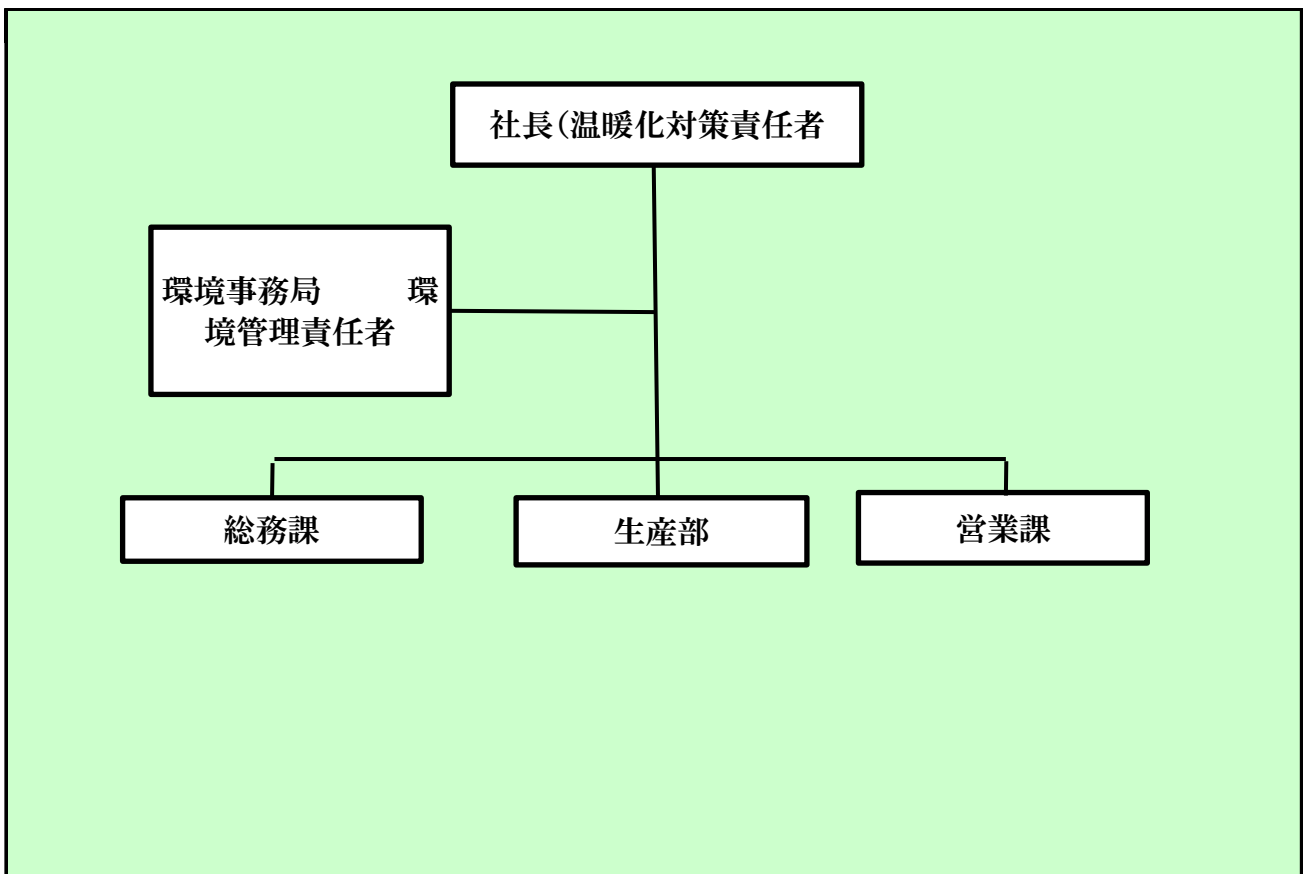 社長(温暖化対策責任者
環境事務局　　　環
境管理責任者
総務課
生産部
営業課